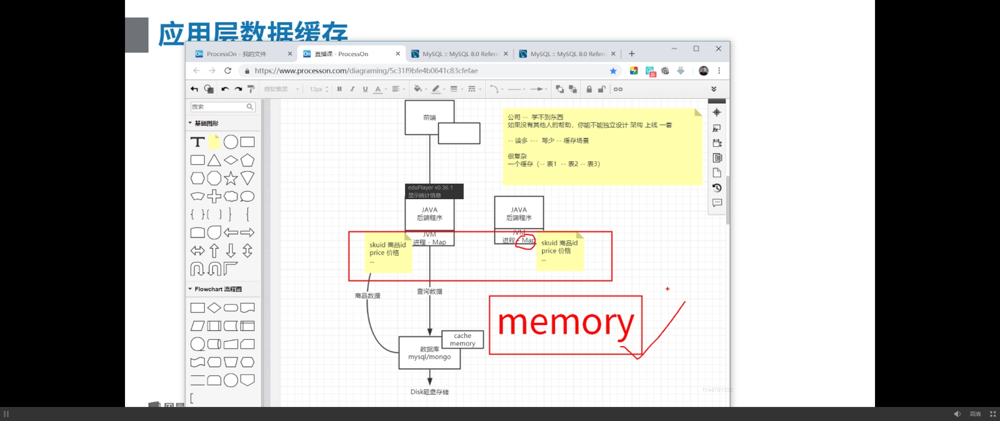 应用层数据缓存
ProcessOn - 我的文件
直播课 - ProcessOn
MySQL :: MySQL 8.0 Refere
MySQL :: MySQL 8.0 Refere
https://www.processon.com/diagraming/5c31f9bfe4b0641c83cfefae
新
微软雅黑
13px
B I U A
搜索
基础图形
T
Flowchart 流程图
前端
公司 -- 学不到东西
如果没有其他人的帮助，你能不能独立设计 架构 上线 一套
-- 读多 --- 写少 -- 缓存场景
很复杂
一个缓存（-- 表1 -- 表2 -- 表3）
eduPlayer v0.36.1
显示统计信息
JAVA
后端程序
JVM
进程 - Map
JAVA
后端程序
JVM
进程 - Map
skuid 商品id
price 价格
...
skuid 商品id
price 价格
...
商品数据
查询数据
memory
cache
memory
数据库
mysql/mongo
Disk磁盘存储
1144701332
高清